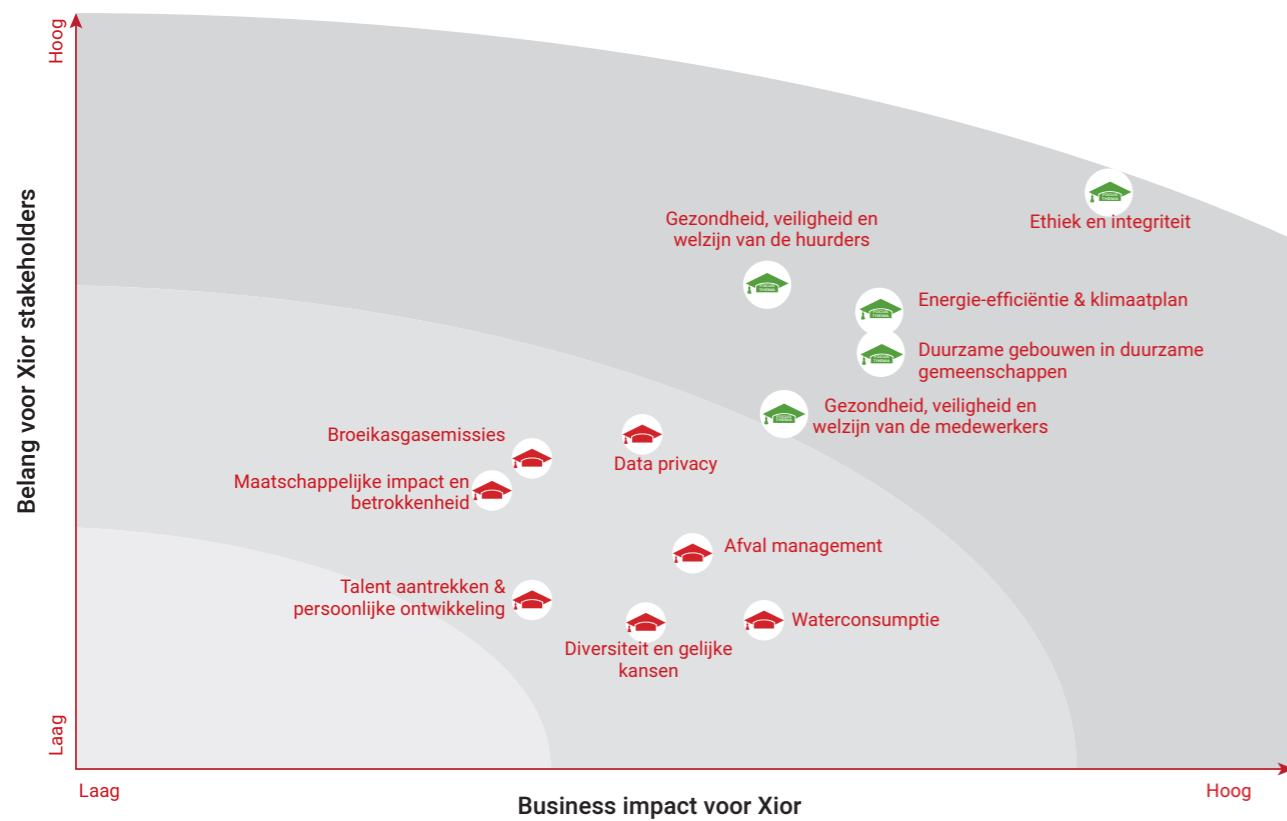 Hoog
Belang voor Xior stakeholders
Laag
Ethiek en integriteit
Gezondheid, veiligheid en
welzijn van de huurders
Energie-efficiëntie & klimaatplan
Duurzame gebouwen in duurzame
gemeenschappen
Gezondheid, veiligheid en
welzijn van de medewerkers
Data privacy
Broeikasgasemissies
Maatschappelijke impact en
betrokkenheid
Afval management
Talent aantrekken &
persoonlijke ontwikkeling
Diversiteit en gelijke
kansen
Waterconsumptie
Laag
Business impact voor Xior
Hoog